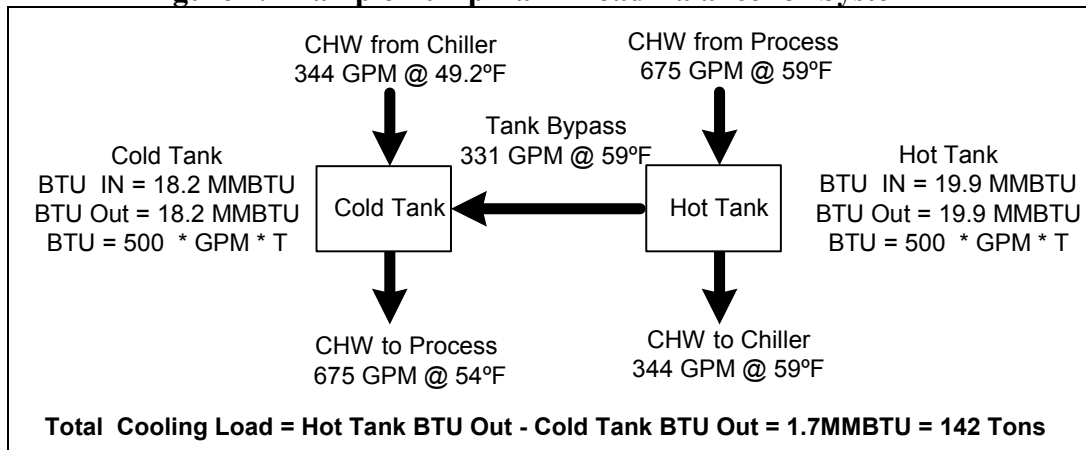 CHW from Chiller
344 GPM @ 49.2ºF
CHW from Process
675 GPM @ 59ºF
Tank Bypass
331 GPM @ 59ºF
Cold Tank
BTU IN = 18.2 MMBTU
BTU Out = 18.2 MMBTU
BTU = 500 * GPM * T
Cold Tank
Hot Tank
Hot Tank
BTU IN = 19.9 MMBTU
BTU Out = 19.9 MMBTU
BTU = 500 * GPM * T
CHW to Process
675 GPM @ 54ºF
CHW to Chiller
344 GPM @ 59ºF
Total Cooling Load = Hot Tank BTU Out - Cold Tank BTU Out = 1.7MMBTU = 142 Tons